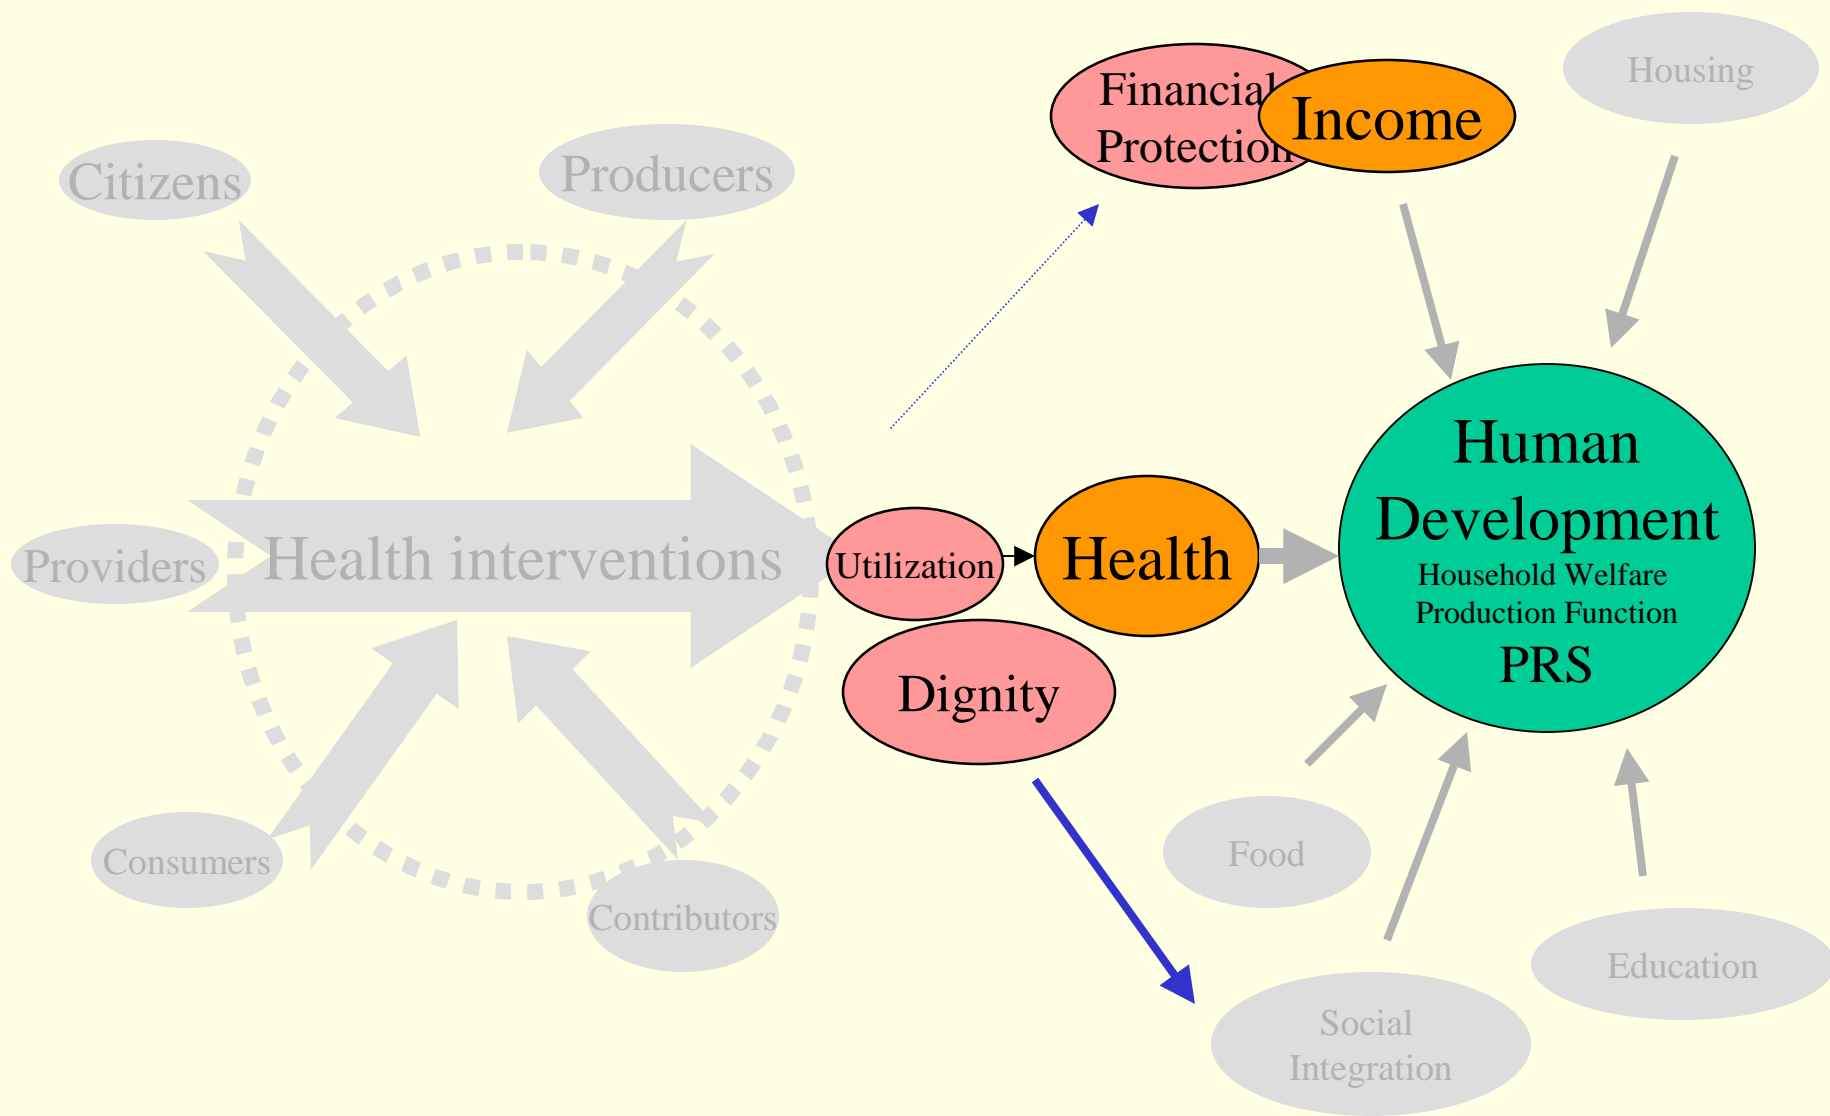 Housing
Financial
Protection
Income
Citizens
Producers
Human
Development
Household Welfare
Production Function
PRS
Providers
Health interventions
Utilization
Health
Dignity
Consumers
Contributors
Food
Education
Social
Integration